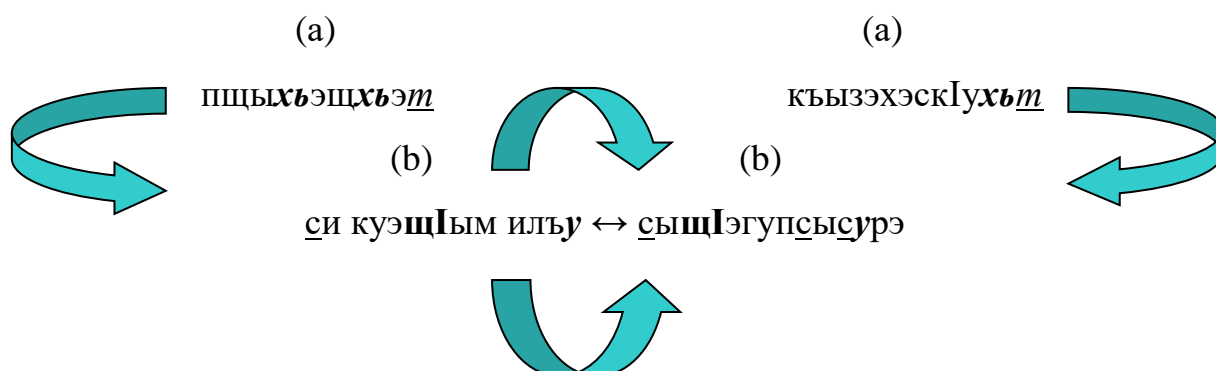 (a) (a)
пщыхьэщхьэт къызэхэскIухьт
(b) (b)
си куэщIым илъу ↔ сыщIэгупсысурэ